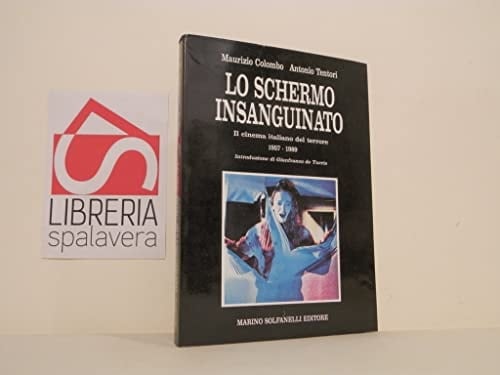 Maurizio Colombo Antonio Tentori
LO SCHERMO
INSANGUINATO
Il cinema italiano del terrore
1957 - 1989
Introduzione di Gianfranco de Turris
MARINO SOLFANELLI EDITORE
LIBRERIA
spalavera